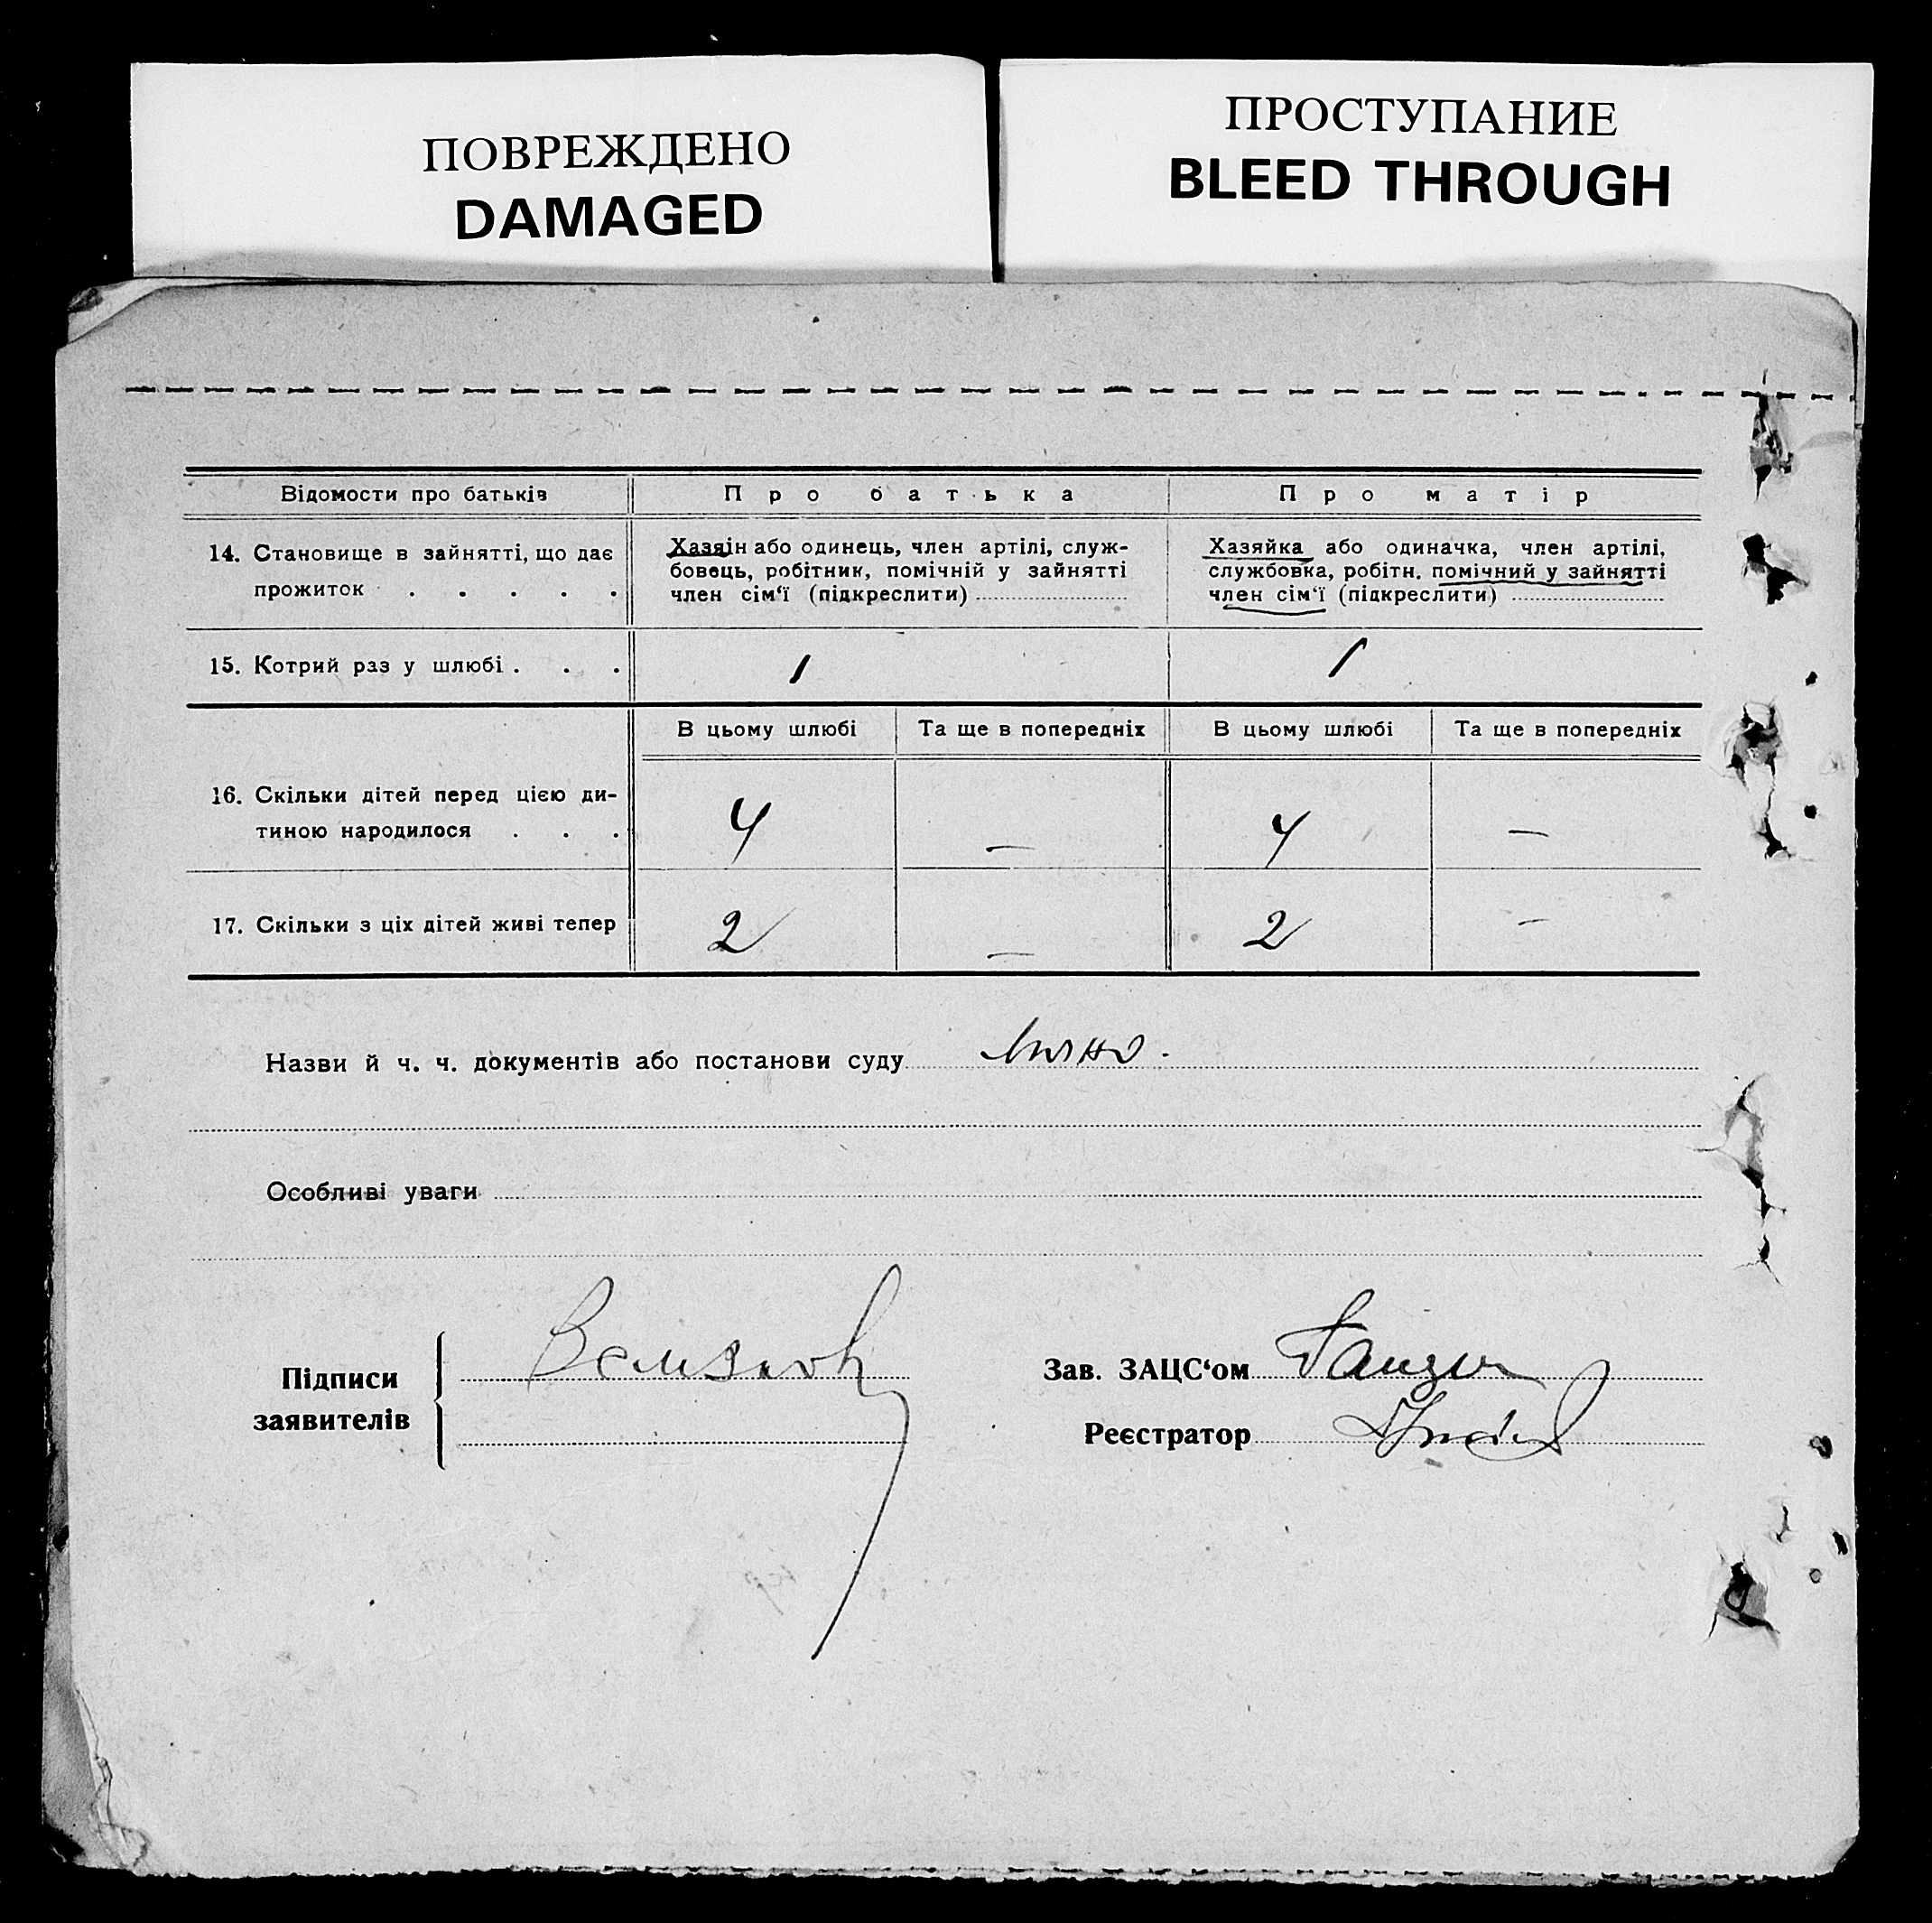 ПОВРЕЖДЕНО
DAMAGED
ПРОСТУПАНИЕ
BLEED THROUGH
Відомости про батьків
Про батька
Про матір
14. Становище в зайнятті, що дає
прожиток . . . . .
Хазяїн або одинець, член артілі, служ-
бовець, робітник, помічній у зайнятті
член сім‘ї (підкреслити)
Хазяйка або одиначка, член артілі,
службовка, робітн. помічний у зайнятті
член сім‘ї (підкреслити)
15. Котрий раз у шлюбі . . .
1
1
В цьому шлюбі
Та ще в попередніх
В цьому шлюбі
Та ще в попередніх
16. Скільки дітей перед цією ди-
тиною народилося . . .
4
—
4
—
17. Скільки з ціх дітей живі тепер
2
—
2
—
Назви й ч. ч. документів або постанови суду
Особливі уваги
Підписи
заявителів
Зав. ЗАЦС‘ом
Реєстратор